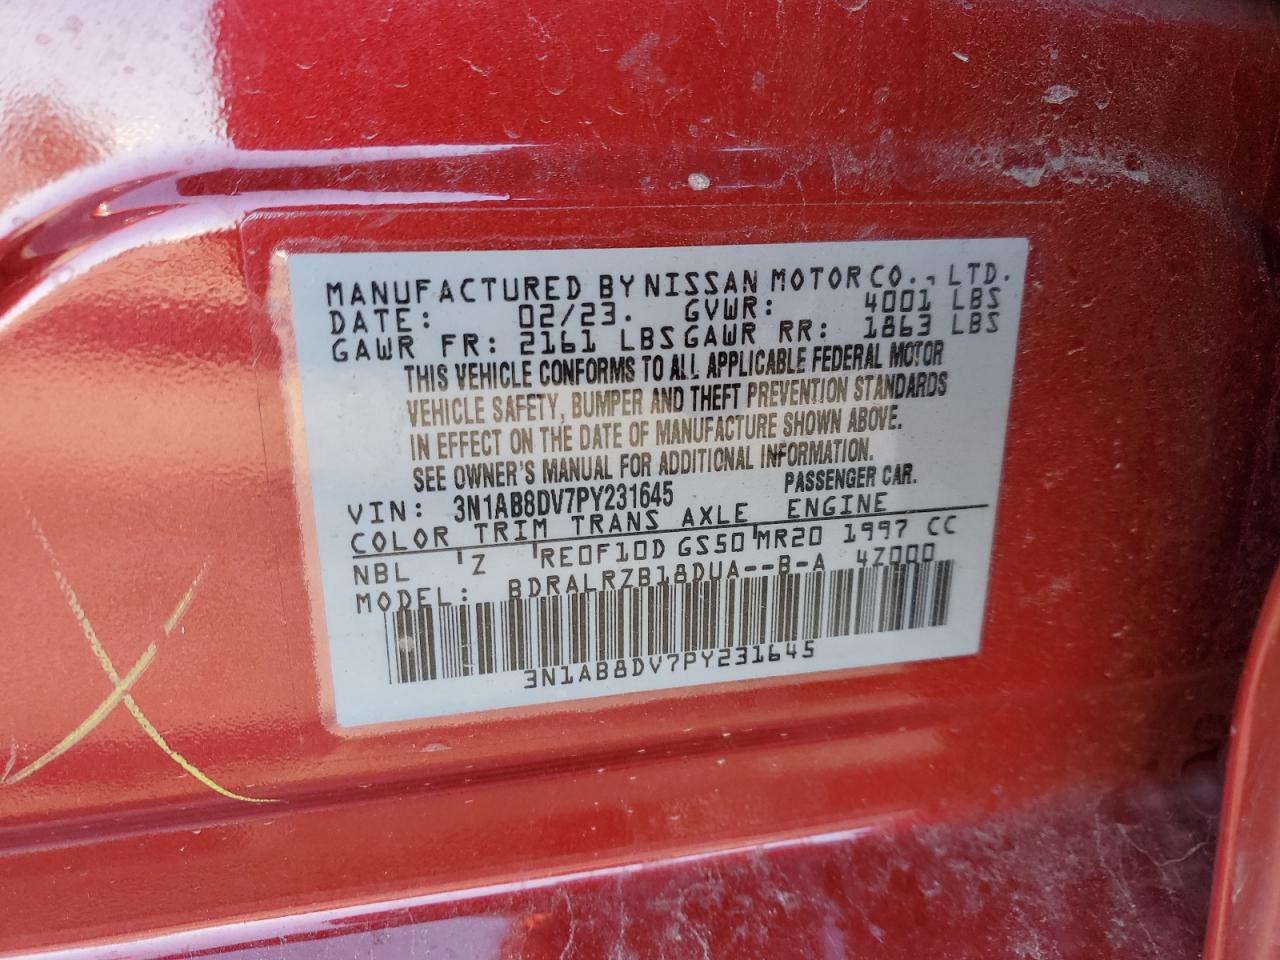 MANUFACTURED BY NISSAN MOTOR CO., LTD.
DATE: 02/23. GVWR: 4001 LBS
GAWR FR: 2161 LBS GAWR RR: 1863 LBS
THIS VEHICLE CONFORMS TO ALL APPLICABLE FEDERAL MOTOR
VEHICLE SAFETY, BUMPER AND THEFT PREVENTION STANDARDS
IN EFFECT ON THE DATE OF MANUFACTURE SHOWN ABOVE.
SEE OWNER'S MANUAL FOR ADDITIONAL INFORMATION.
VIN: 3N1AB8DV7PY231645 PASSENGER CAR.
COLOR TRIM TRANS AXLE ENGINE
NBL 'Z 'RE0F10D GS50 'MR20 1997 CC
MODEL: BDRALRZB18DUA--B-A 4Z000
3N1AB8DV7PY231645